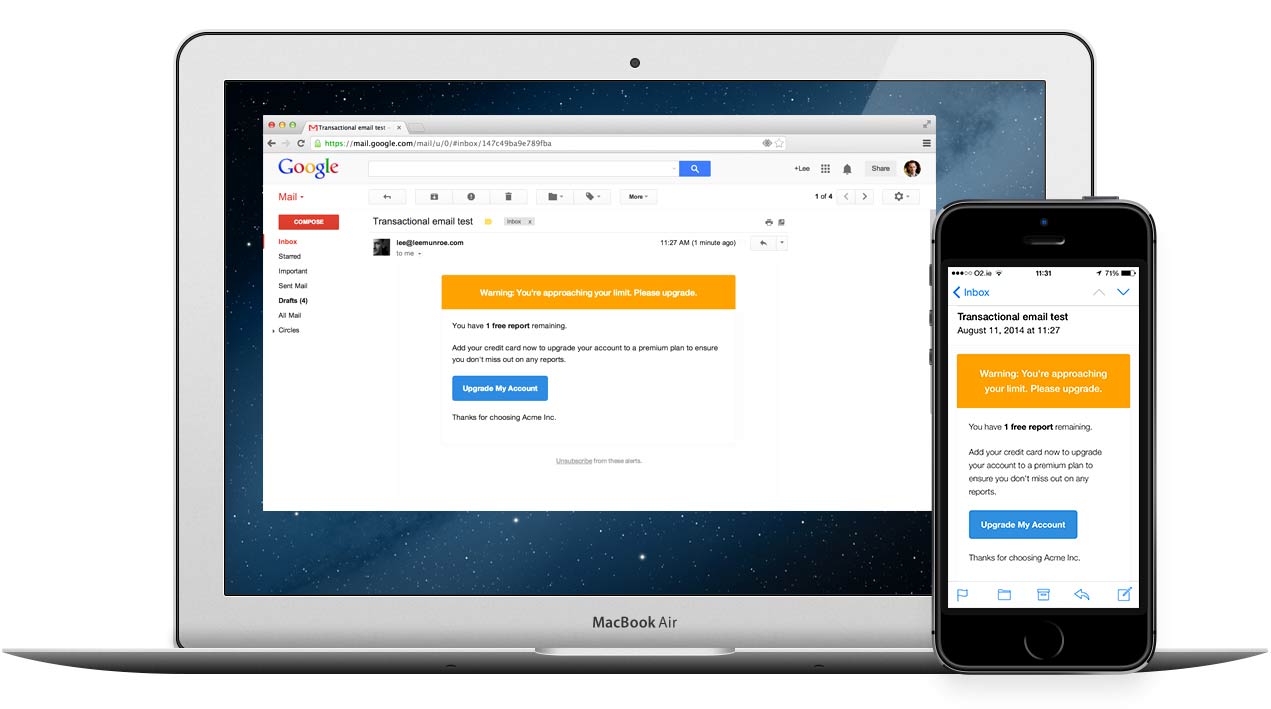 Transactional email test -
https://mail.google.com/mail/u/0/#inbox/147c49ba9e789fba
Google
+Lee
Share
Mail
More
1 of 4
COMPOSE
Transactional email test
Inbox x
Inbox
lee@leemunroe.com
11:27 AM (1 minute ago)
to me
Starred
Important
Sent Mail
Drafts (4)
All Mail
Circles
Warning: You're approaching your limit. Please upgrade.
You have 1 free report remaining.
Add your credit card now to upgrade your account to a premium plan to ensure
you don't miss out on any reports.
Upgrade My Account
Thanks for choosing Acme Inc.
Unsubscribe from these alerts.
MacBook Air
O2.ie
11:31
71%
Inbox
Transactional email test
August 11, 2014 at 11:27
Warning: You're approaching
your limit. Please upgrade.
You have 1 free report remaining.
Add your credit card now to upgrade
your account to a premium plan to
ensure you don't miss out on any
reports.
Upgrade My Account
Thanks for choosing Acme Inc.